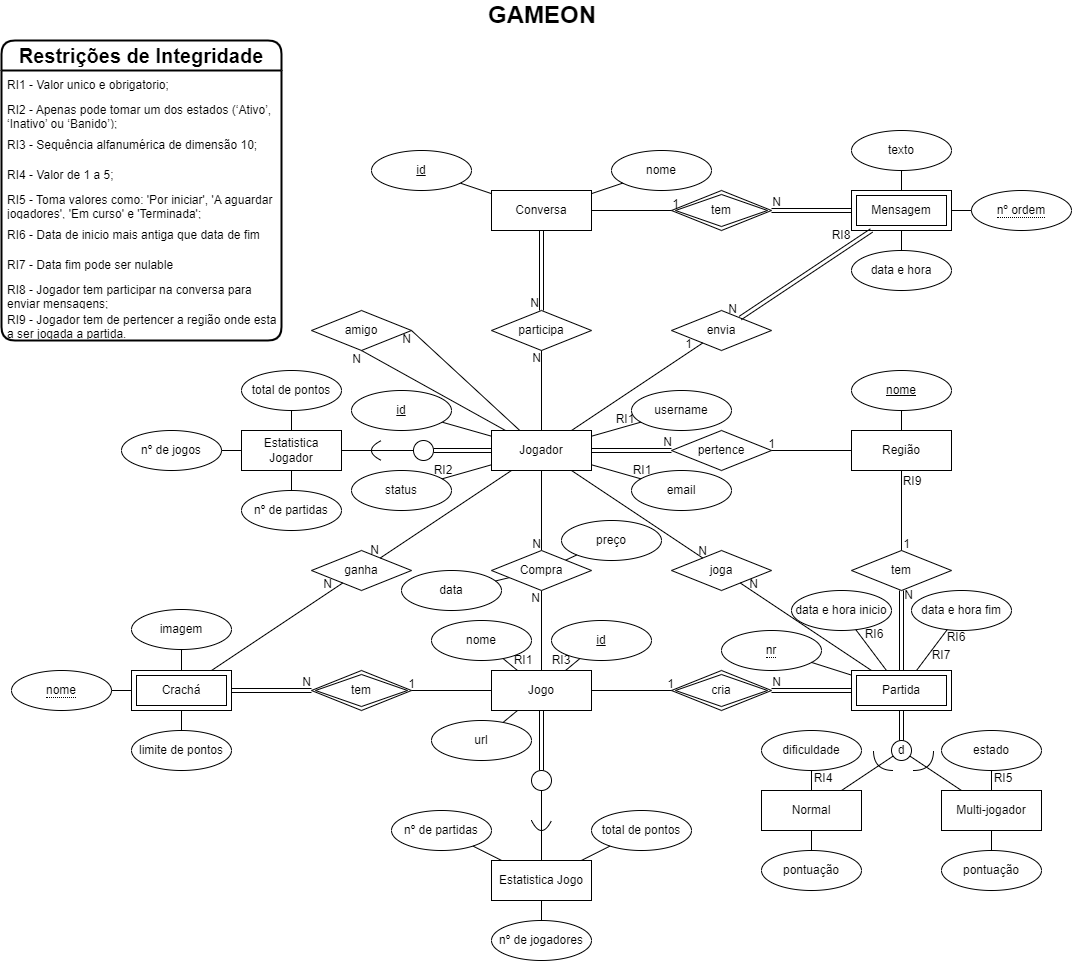 GAMEON
Restrições de Integridade
RI1 - Valor unico e obrigatorio;
RI2 - Apenas pode tomar um dos estados ('Ativo',
'Inativo' ou 'Banido');
RI3 - Sequência alfanumérica de dimensão 10;
RI4 - Valor de 1 a 5;
RI5 - Toma valores como: 'Por iniciar', 'A aguardar
jogadores', 'Em curso' e 'Terminada';
RI6 - Data de inicio mais antiga que data de fim
RI7 - Data fim pode ser nulable
RI8 - Jogador tem participar na conversa para
enviar mensagens;
RI9 - Jogador tem de pertencer a região onde esta
a ser jogada a partida.
texto
id
nome
Conversa
1
tem
N
Mensagem
nº ordem
RI8
data e hora
N
N
amigo
N
N
participa
N
envia
1
total de pontos
id
username
RI1
nome
nº de jogos
Estatistica
Jogador
Jogador
N
pertence
1
Região
RI2
RI1
status
email
RI9
nº de partidas
preço
N
N
N
1
ganha
N
Compra
data
N
joga
N
tem
N
imagem
nome
id
data e hora inicio
data e hora fim
RI6
RI6
RI1
RI3
nr
RI7
nome
Crachá
N
tem
1
Jogo
1
cria
N
Partida
limite de pontos
url
dificuldade
d
estado
RI4
RI5
Normal
Multi-jogador
nº de partidas
total de pontos
pontuação
pontuação
Estatistica Jogo
nº de jogadores